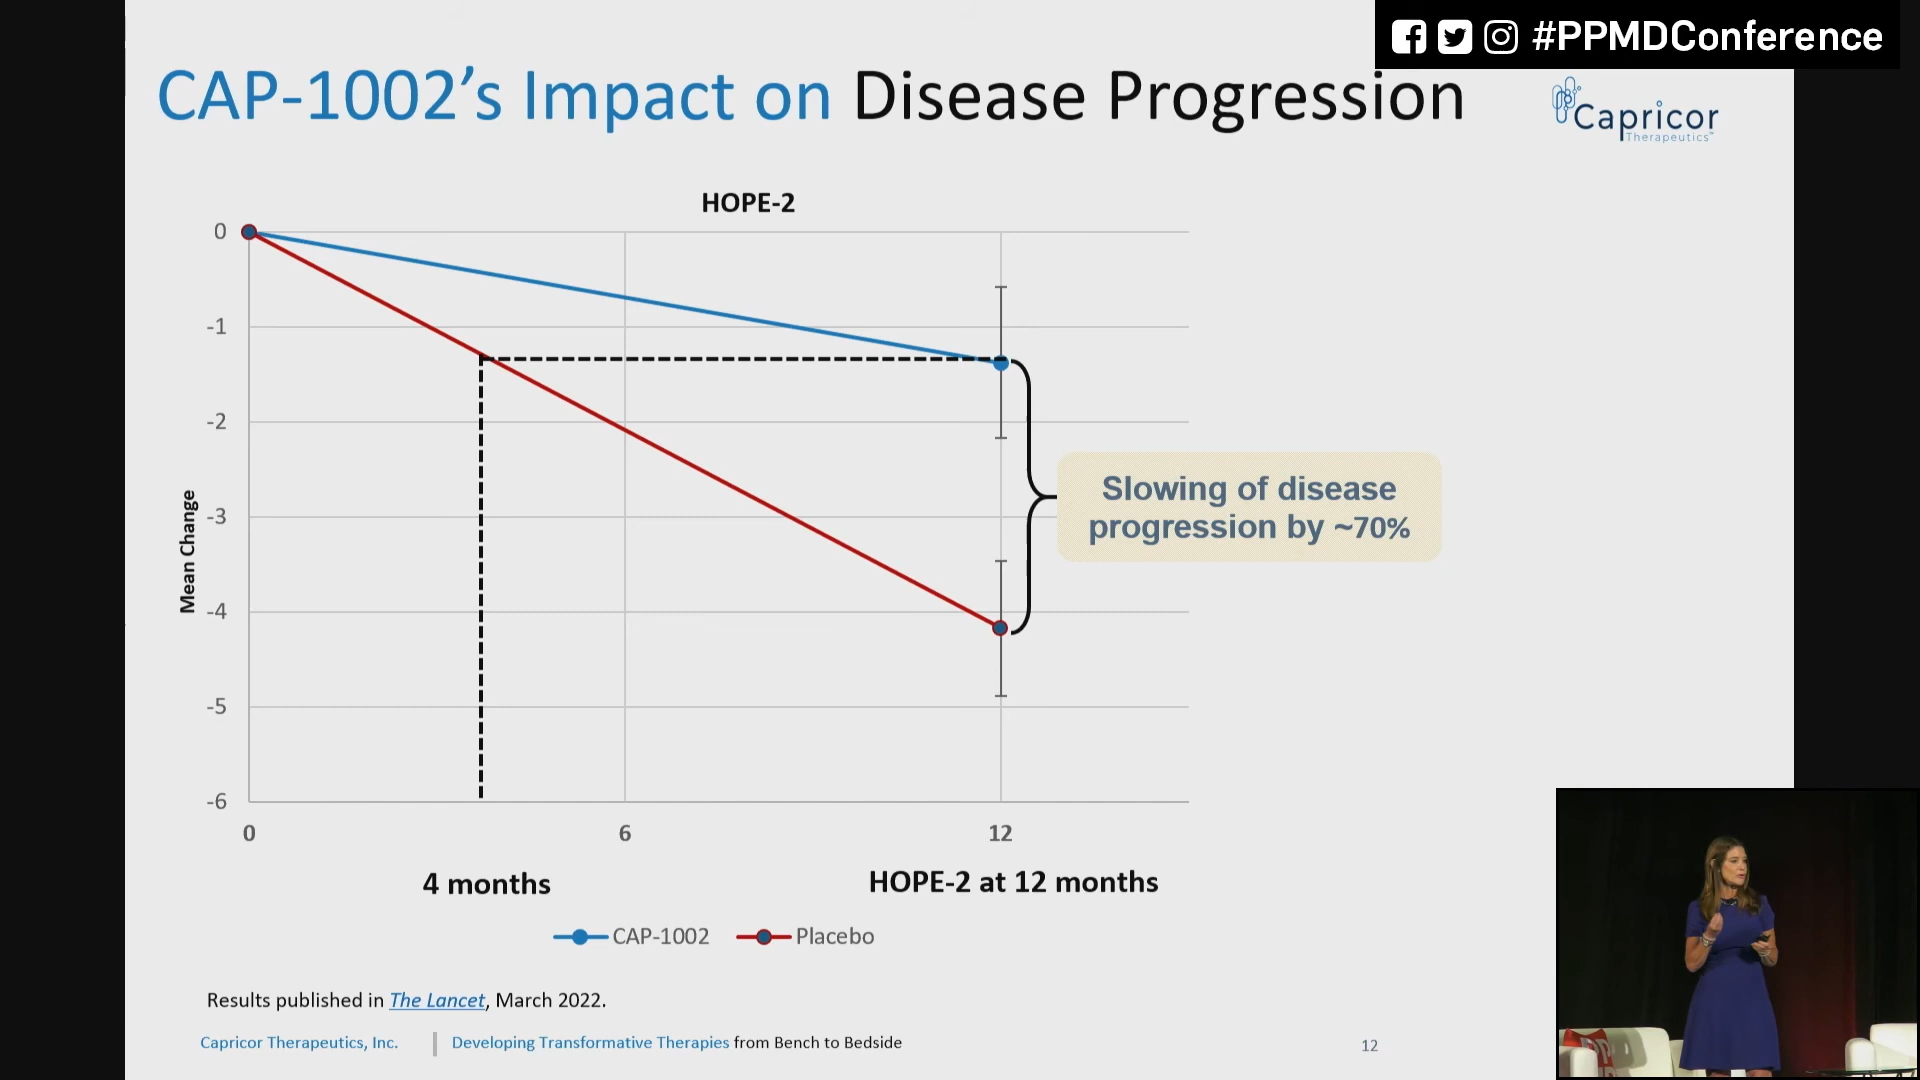 #PPMDConference
CAP-1002’s Impact on Disease Progression
Capricor
Therapeutics™
HOPE-2
0
-1
-2
-3
-4
-5
-6
Mean Change
Slowing of disease
progression by ~70%
0 6 12
4 months HOPE-2 at 12 months
CAP-1002 Placebo
Results published in The Lancet, March 2022.
Capricor Therapeutics, Inc. | Developing Transformative Therapies from Bench to Bedside
12